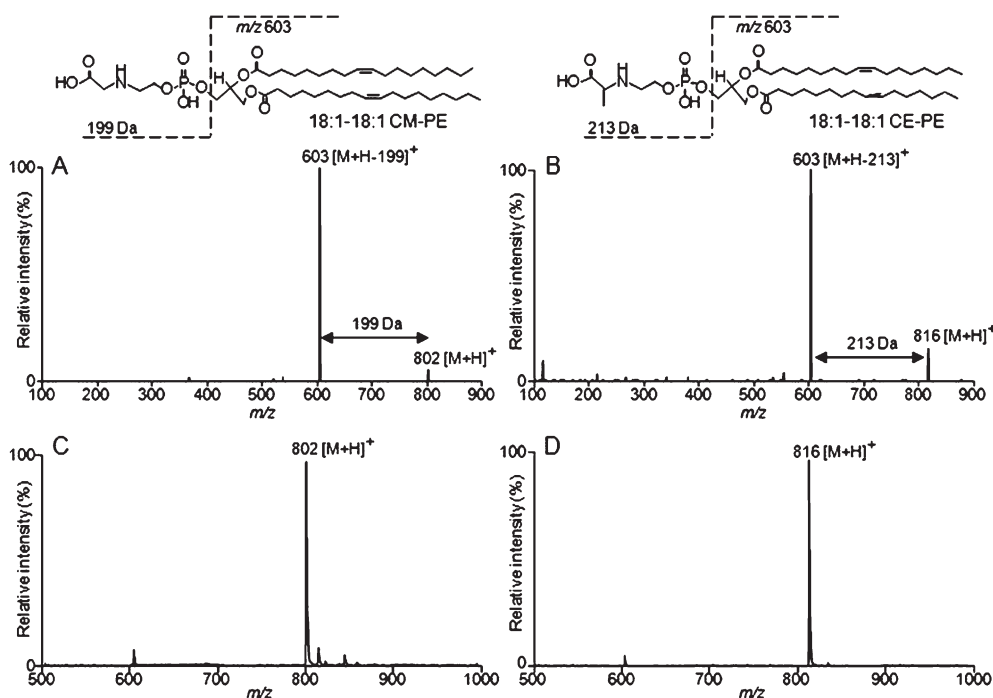 m/z 603
O
HO
H
N
O
P
O
OH
O
H
O
O
O
O
199 Da
18:1-18:1 CM-PE
m/z 603
O
HO
N
H
O
P
O
OH
O
H
O
O
O
O
213 Da
18:1-18:1 CE-PE
A
603 [M+H-199]+
100
Relative intensity (%)
199 Da
802 [M+H]+
0
100 200 300 400 500 600 700 800 900
m/z
B
603 [M+H-213]+
100
Relative intensity (%)
213 Da
816 [M+H]+
0
100 200 300 400 500 600 700 800 900
m/z
C
802 [M+H]+
100
Relative intensity (%)
0
500 600 700 800 900 1000
m/z
D
816 [M+H]+
100
Relative intensity (%)
0
500 600 700 800 900 1000
m/z